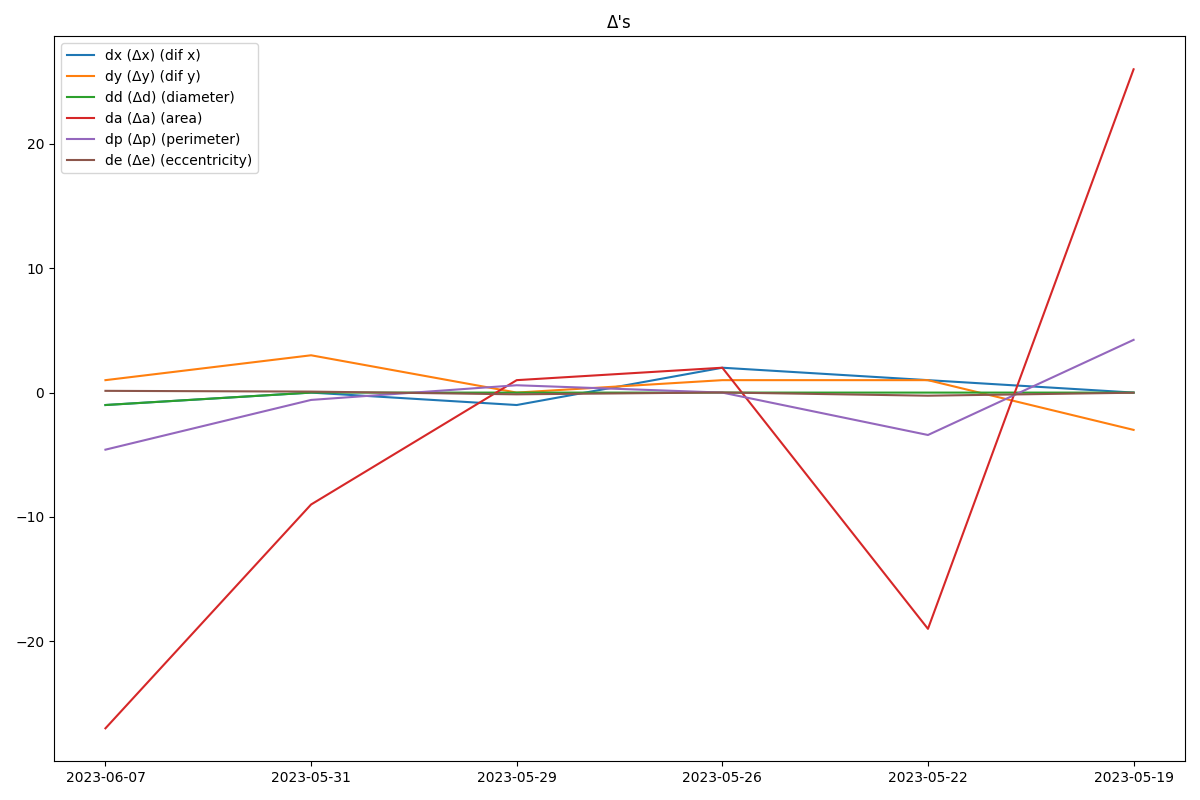 Δ's
dx (Δx) (dif x)
dy (Δy) (dif y)
dd (Δd) (diameter)
da (Δa) (area)
dp (Δp) (perimeter)
de (Δe) (eccentricity)
20
10
0
−10
−20
2023-06-07 2023-05-31 2023-05-29 2023-05-26 2023-05-22 2023-05-19